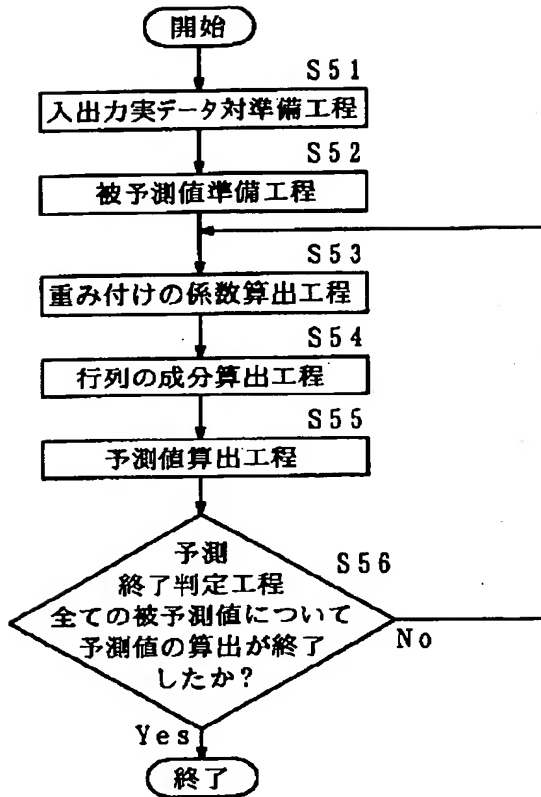 開始
S51
入出力実データ対準備工程
S52
被予測値準備工程
S53
重み付けの係数算出工程
S54
行列の成分算出工程
S55
予測値算出工程
予測
S56
終了判定工程
全ての被予測値について
予測値の算出が終了
したか?
No
Yes
終了